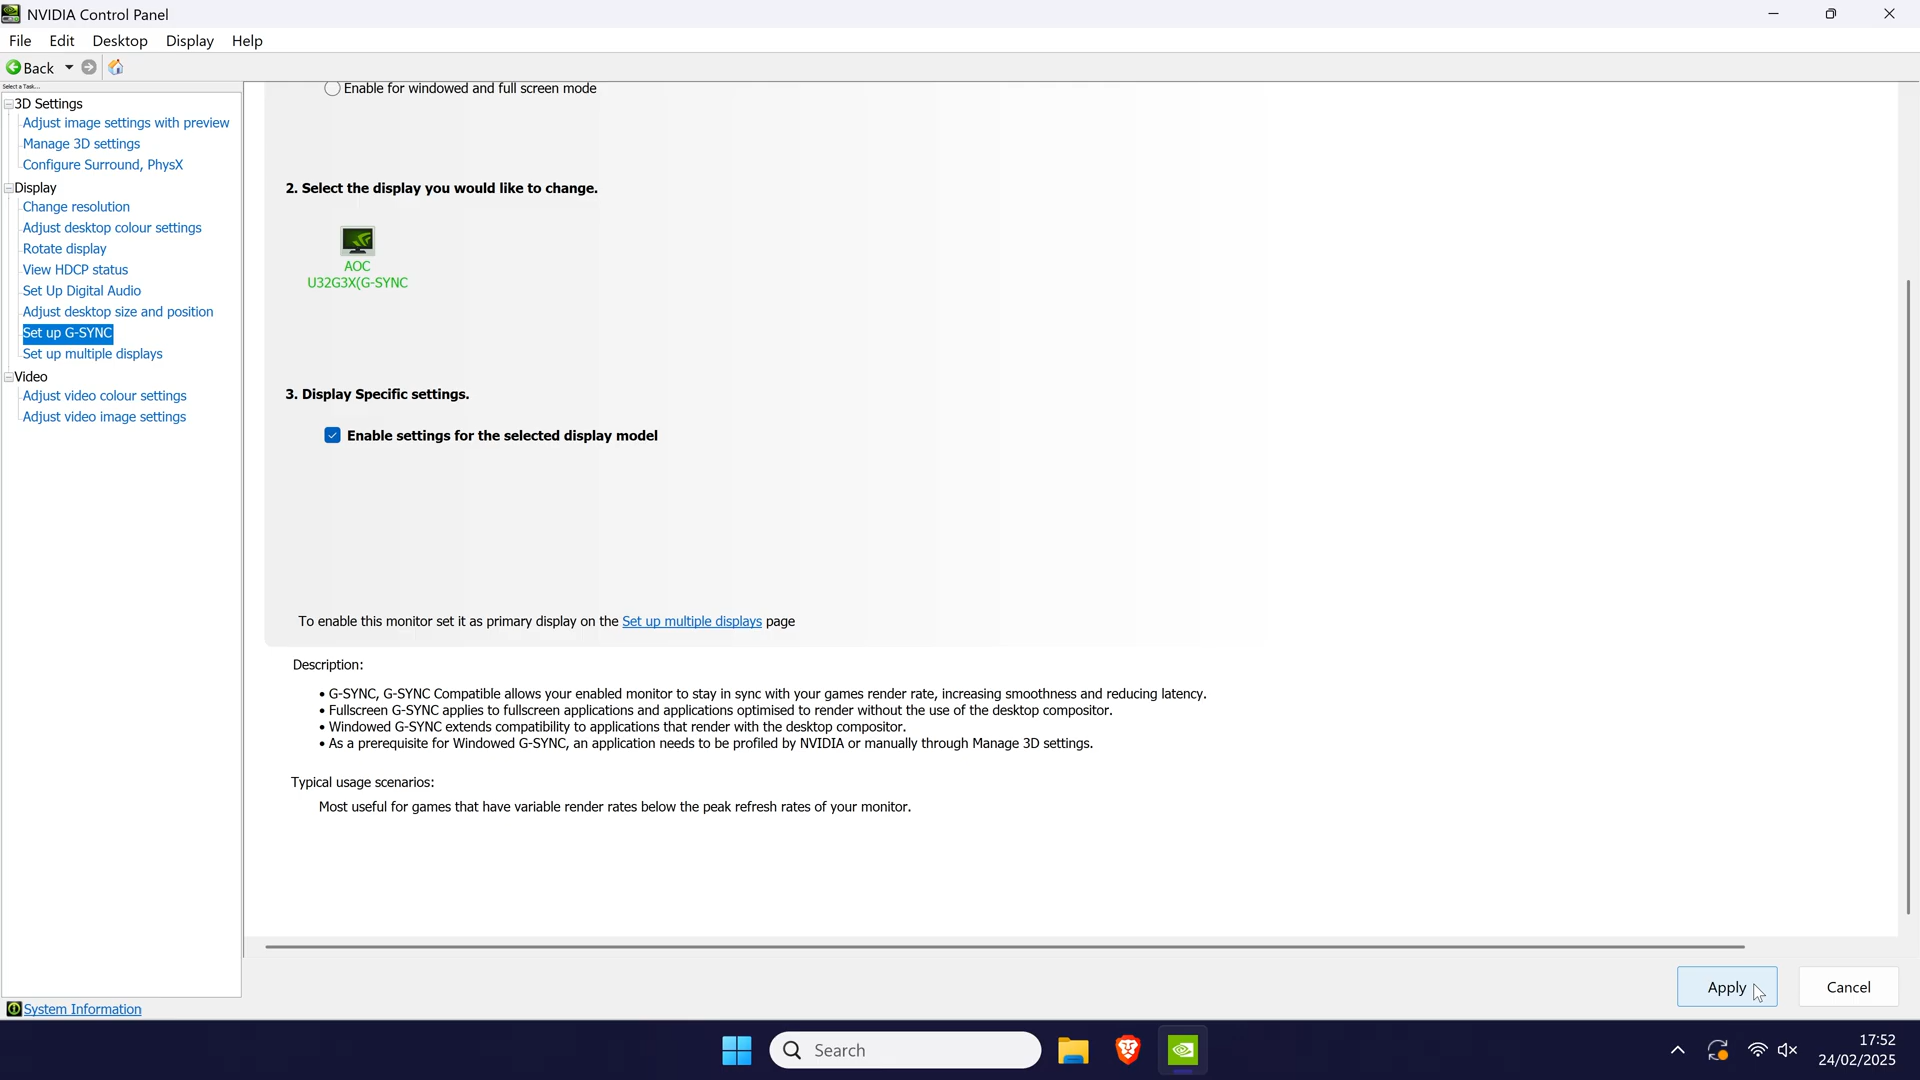 NVIDIA Control Panel
File Edit Desktop Display Help
Back
Select a Task...
3D Settings
Adjust image settings with preview
Manage 3D settings
Configure Surround, PhysX
Display
Change resolution
Adjust desktop colour settings
Rotate display
View HDCP status
Set Up Digital Audio
Adjust desktop size and position
Set up G-SYNC
Set up multiple displays
Video
Adjust video colour settings
Adjust video image settings
System Information
Enable for windowed and full screen mode
2. Select the display you would like to change.
AOC
U32G3X(G-SYNC
3. Display Specific settings.
Enable settings for the selected display model
To enable this monitor set it as primary display on the Set up multiple displays page
Description:
• G-SYNC, G-SYNC Compatible allows your enabled monitor to stay in sync with your games render rate, increasing smoothness and reducing latency.
• Fullscreen G-SYNC applies to fullscreen applications and applications optimised to render without the use of the desktop compositor.
• Windowed G-SYNC extends compatibility to applications that render with the desktop compositor.
• As a prerequisite for Windowed G-SYNC, an application needs to be profiled by NVIDIA or manually through Manage 3D settings.
Typical usage scenarios:
Most useful for games that have variable render rates below the peak refresh rates of your monitor.
Apply Cancel
Search
17:52
24/02/2025